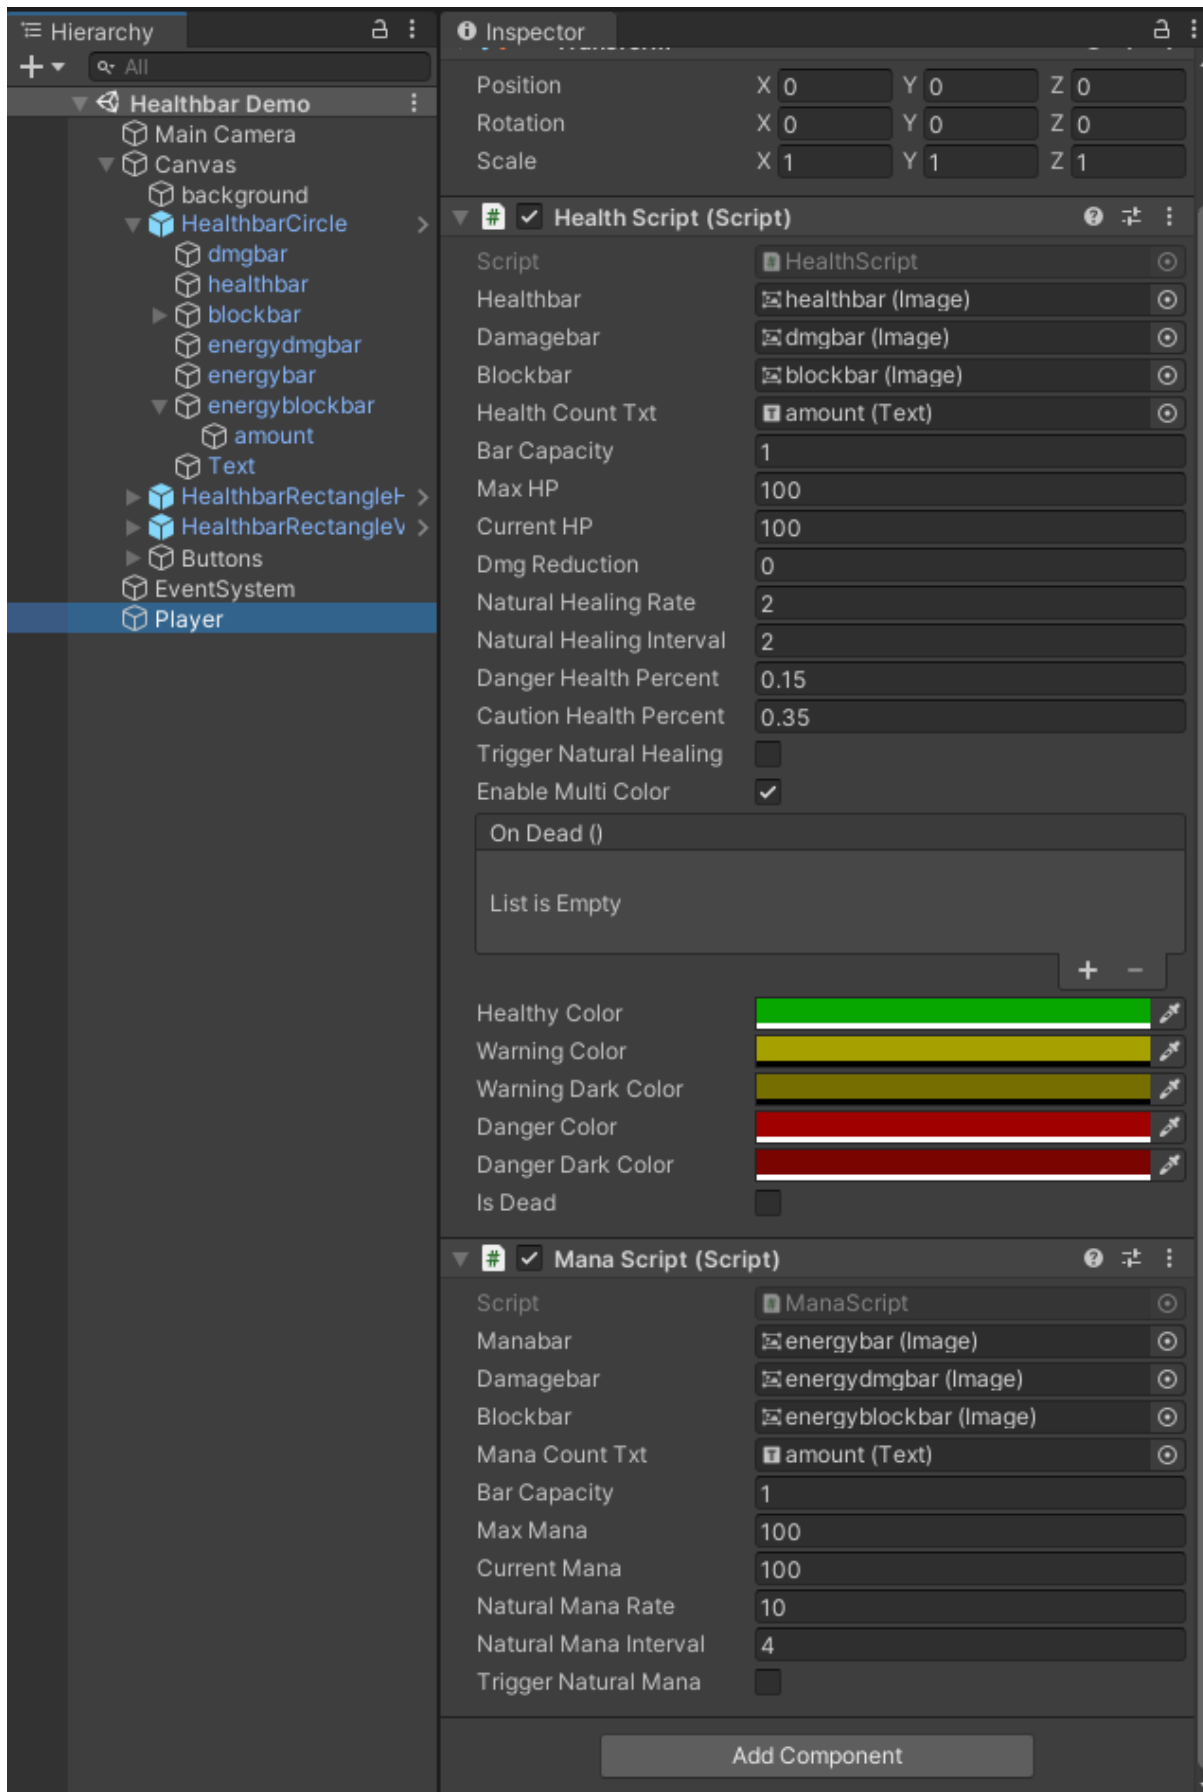 Hierarchy
All
Healthbar Demo
Main Camera
Canvas
background
HealthbarCircle
dmgbar
healthbar
blockbar
energydmgbar
energybar
energyblockbar
amount
Text
HealthbarRectangleH
HealthbarRectangleV
Buttons
EventSystem
Player
Inspector
Transform
Position X 0 Y 0 Z 0
Rotation X 0 Y 0 Z 0
Scale X 1 Y 1 Z 1
# Health Script (Script)
Script # HealthScript
Healthbar healthbar (Image)
Damagebar dmgbar (Image)
Blockbar blockbar (Image)
Health Count Txt T amount (Text)
Bar Capacity 1
Max HP 100
Current HP 100
Dmg Reduction 0
Natural Healing Rate 2
Natural Healing Interval 2
Danger Health Percent 0.15
Caution Health Percent 0.35
Trigger Natural Healing
Enable Multi Color
On Dead ()
List is Empty
+ −
Healthy Color
Warning Color
Warning Dark Color
Danger Color
Danger Dark Color
Is Dead
# Mana Script (Script)
Script # ManaScript
Manabar energybar (Image)
Damagebar energydmgbar (Image)
Blockbar energyblockbar (Image)
Mana Count Txt T amount (Text)
Bar Capacity 1
Max Mana 100
Current Mana 100
Natural Mana Rate 10
Natural Mana Interval 4
Trigger Natural Mana
Add Component